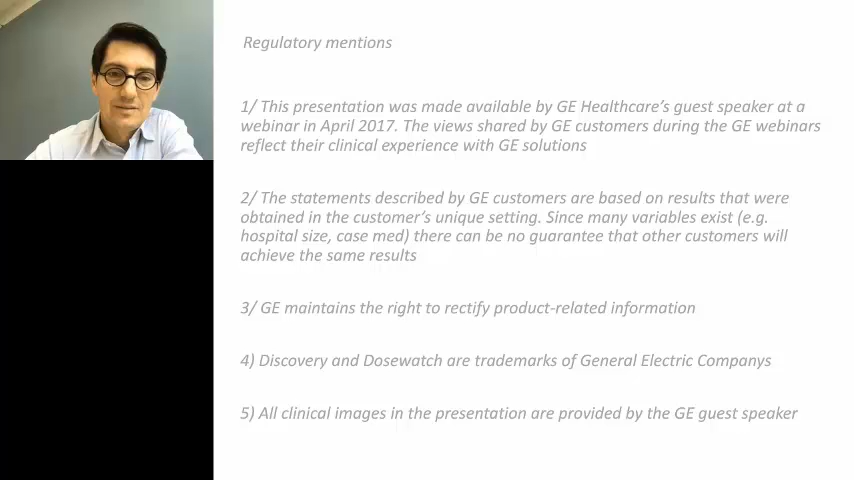 Regulatory mentions
1/ This presentation was made available by GE Healthcare's guest speaker at a
webinar in April 2017. The views shared by GE customers during the GE webinars
reflect their clinical experience with GE solutions
2/ The statements described by GE customers are based on results that were
obtained in the customer's unique setting. Since many variables exist (e.g.
hospital size, case med) there can be no guarantee that other customers will
achieve the same results
3/ GE maintains the right to rectify product-related information
4) Discovery and Dosewatch are trademarks of General Electric Companys
5) All clinical images in the presentation are provided by the GE guest speaker